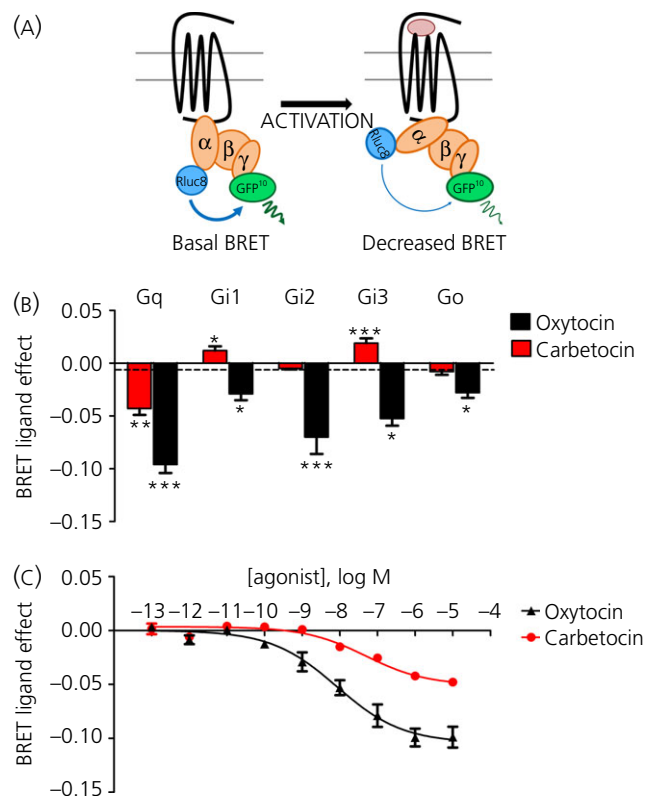 (A)
ACTIVATION
α
β
γ
Rluc8
GFP10
Basal BRET
Rluc8
α
β
γ
GFP10
Decreased BRET
(B)
Gq Gi1 Gi2 Gi3 Go
0.05
0.00
−0.05
−0.10
−0.15
BRET ligand effect
* *** ** * * * *** ***
Oxytocin
Carbetocin
(C)
[agonist], log M
−13 −12 −11 −10 −9 −8 −7 −6 −5 −4
0.05
0.00
−0.05
−0.10
−0.15
BRET ligand effect
Oxytocin
Carbetocin